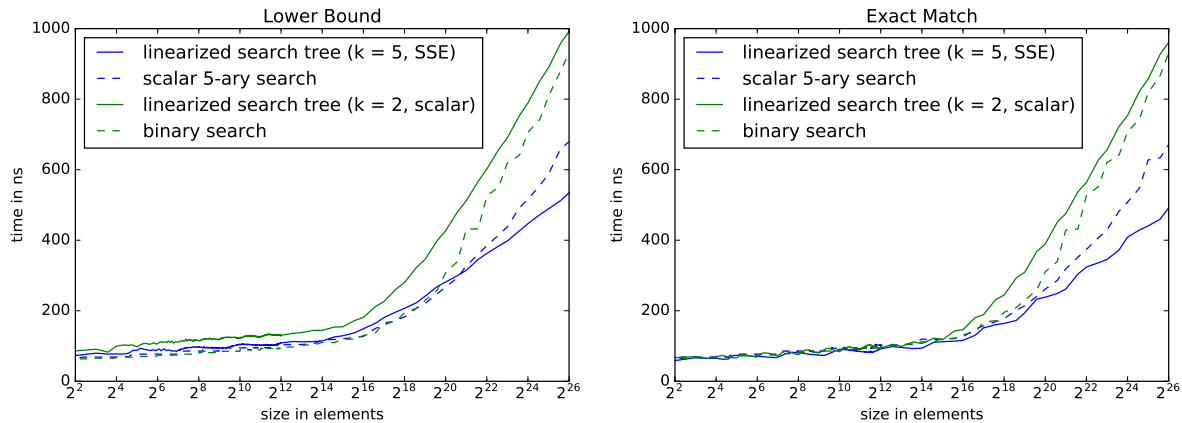 Lower Bound
1000
800
600
400
200
0
time in ns
linearized search tree (k = 5, SSE)
scalar 5-ary search
linearized search tree (k = 2, scalar)
binary search
2^2 2^4 2^6 2^8 2^10 2^12 2^14 2^16 2^18 2^20 2^22 2^24 2^26
size in elements
Exact Match
1000
800
600
400
200
0
time in ns
linearized search tree (k = 5, SSE)
scalar 5-ary search
linearized search tree (k = 2, scalar)
binary search
2^2 2^4 2^6 2^8 2^10 2^12 2^14 2^16 2^18 2^20 2^22 2^24 2^26
size in elements